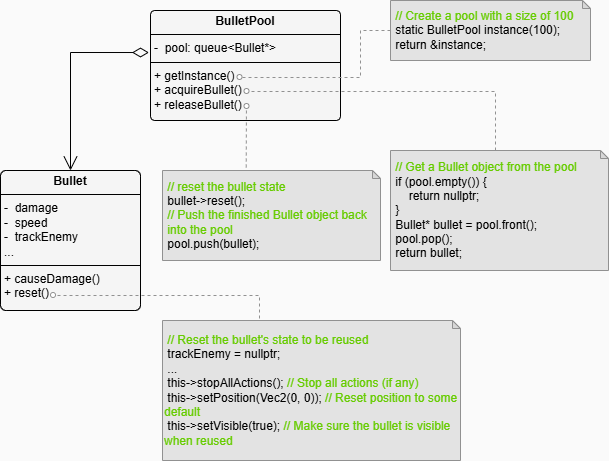 BulletPool
- pool: queue<Bullet*>
+ getInstance()
+ acquireBullet()
+ releaseBullet()
// Create a pool with a size of 100
static BulletPool instance(100);
return &instance;
Bullet
- damage
- speed
- trackEnemy
...
+ causeDamage()
+ reset()
// reset the bullet state
bullet->reset();
// Push the finished Bullet object back
into the pool
pool.push(bullet);
// Get a Bullet object from the pool
if (pool.empty()) {
return nullptr;
}
Bullet* bullet = pool.front();
pool.pop();
return bullet;
// Reset the bullet's state to be reused
trackEnemy = nullptr;
...
this->stopAllActions(); // Stop all actions (if any)
this->setPosition(Vec2(0, 0)); // Reset position to some
default
this->setVisible(true); // Make sure the bullet is visible
when reused